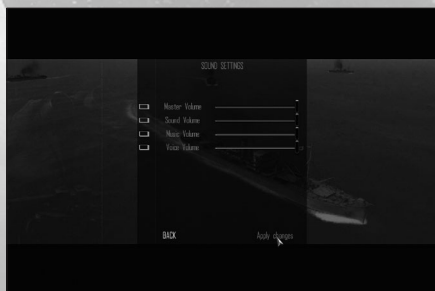 SOUND SETTINGS
Master Volume
Sound Volume
Music Volume
Voice Volume
BACK
Apply changes